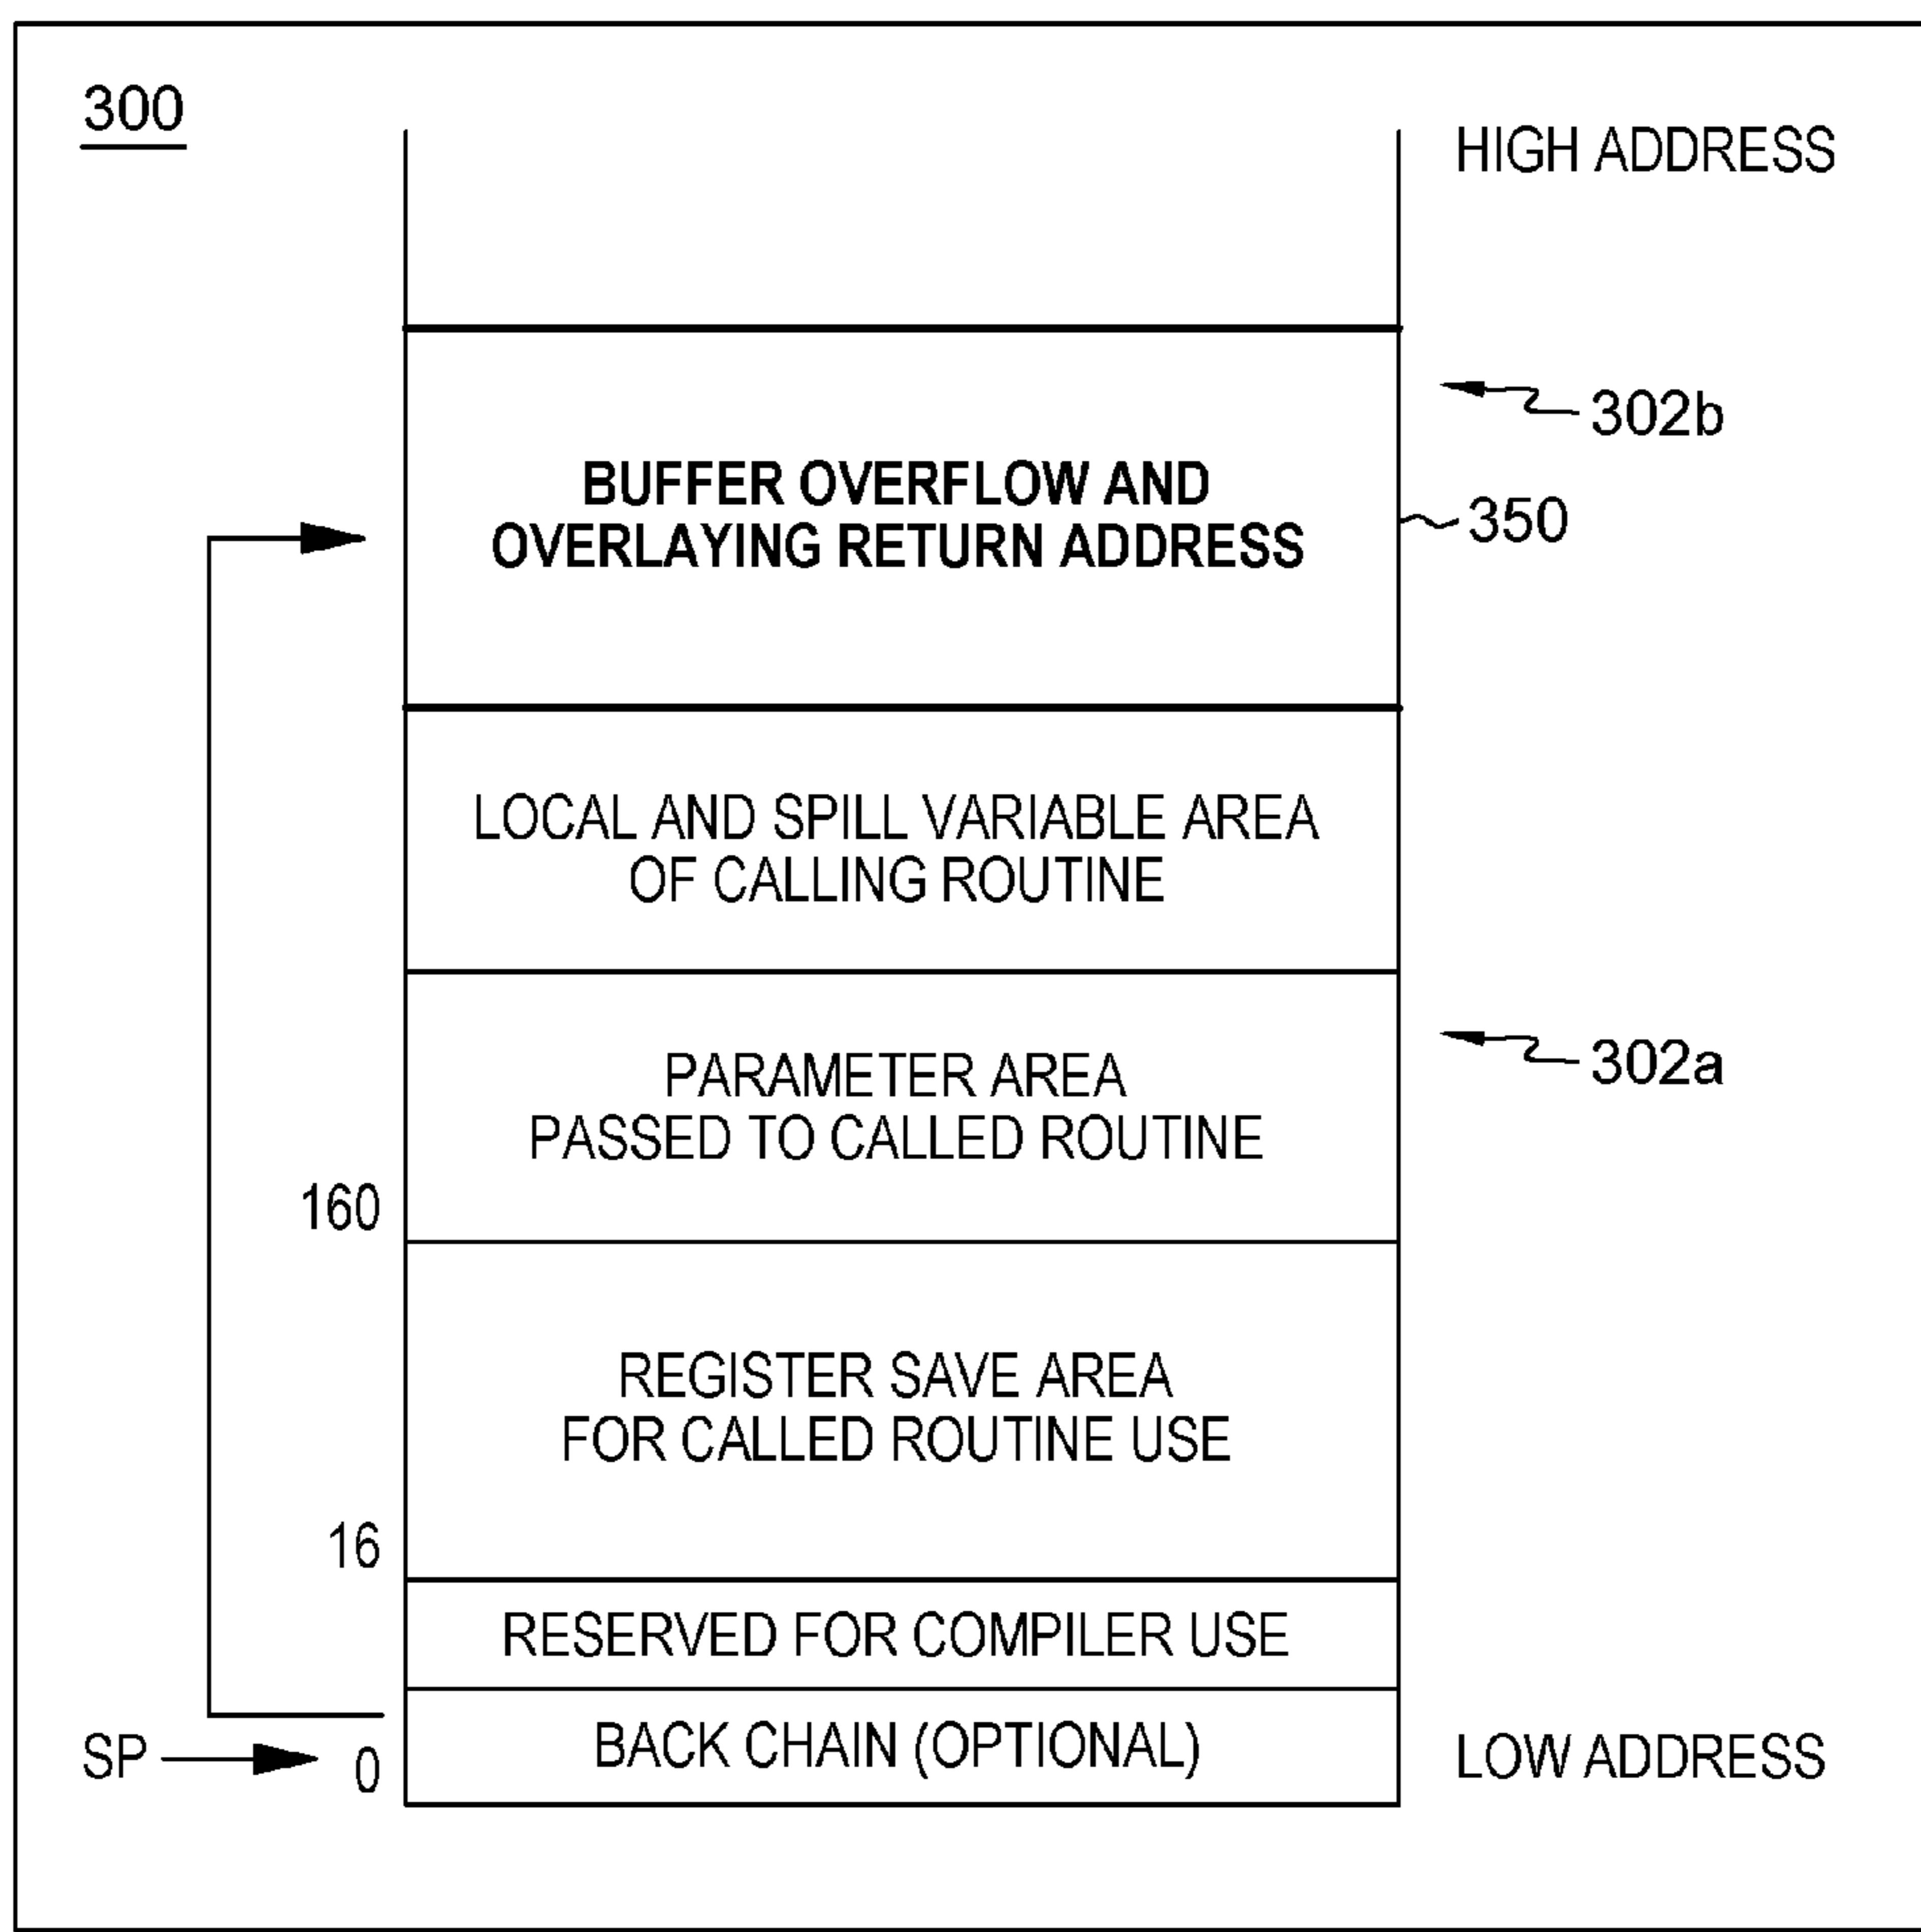 300
HIGH ADDRESS
302b
BUFFER OVERFLOW AND
OVERLAYING RETURN ADDRESS
350
LOCAL AND SPILL VARIABLE AREA
OF CALLING ROUTINE
302a
PARAMETER AREA
PASSED TO CALLED ROUTINE
160
REGISTER SAVE AREA
FOR CALLED ROUTINE USE
16
RESERVED FOR COMPILER USE
SP
0
BACK CHAIN (OPTIONAL)
LOW ADDRESS